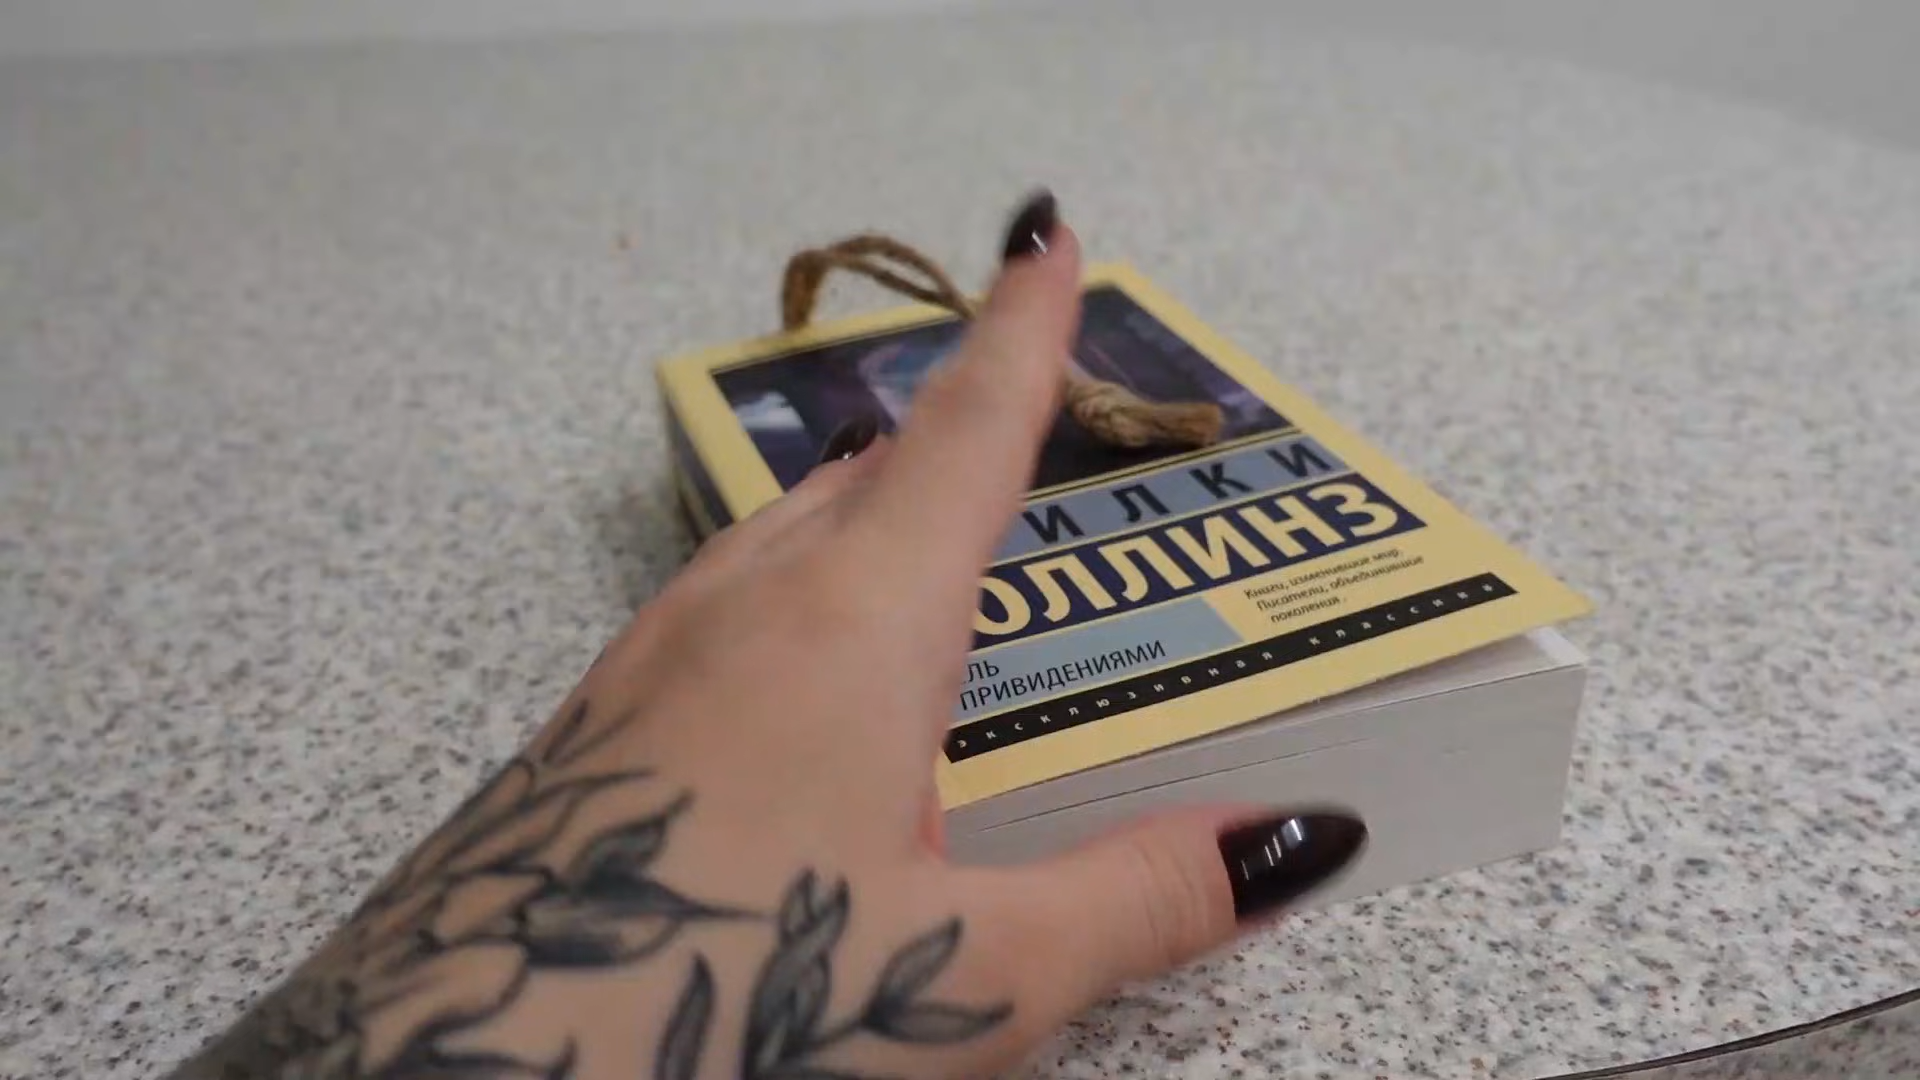 ИЛКИ
ОЛЛИНЗ
Книги, изменившие мир.
Писатели, объединившие
поколения.
ЛЬ
ПРИВИДЕНИЯМИ
эксклюзивная классика